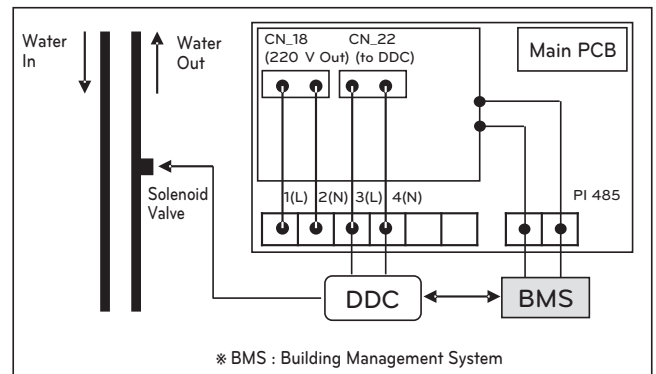 Water
In
Water
Out
CN_18
(220 V Out)
CN_22
(to DDC)
Main PCB
Solenoid
Valve
1(L) 2(N) 3(L) 4(N)
PI 485
DDC
BMS
※ BMS : Building Management System